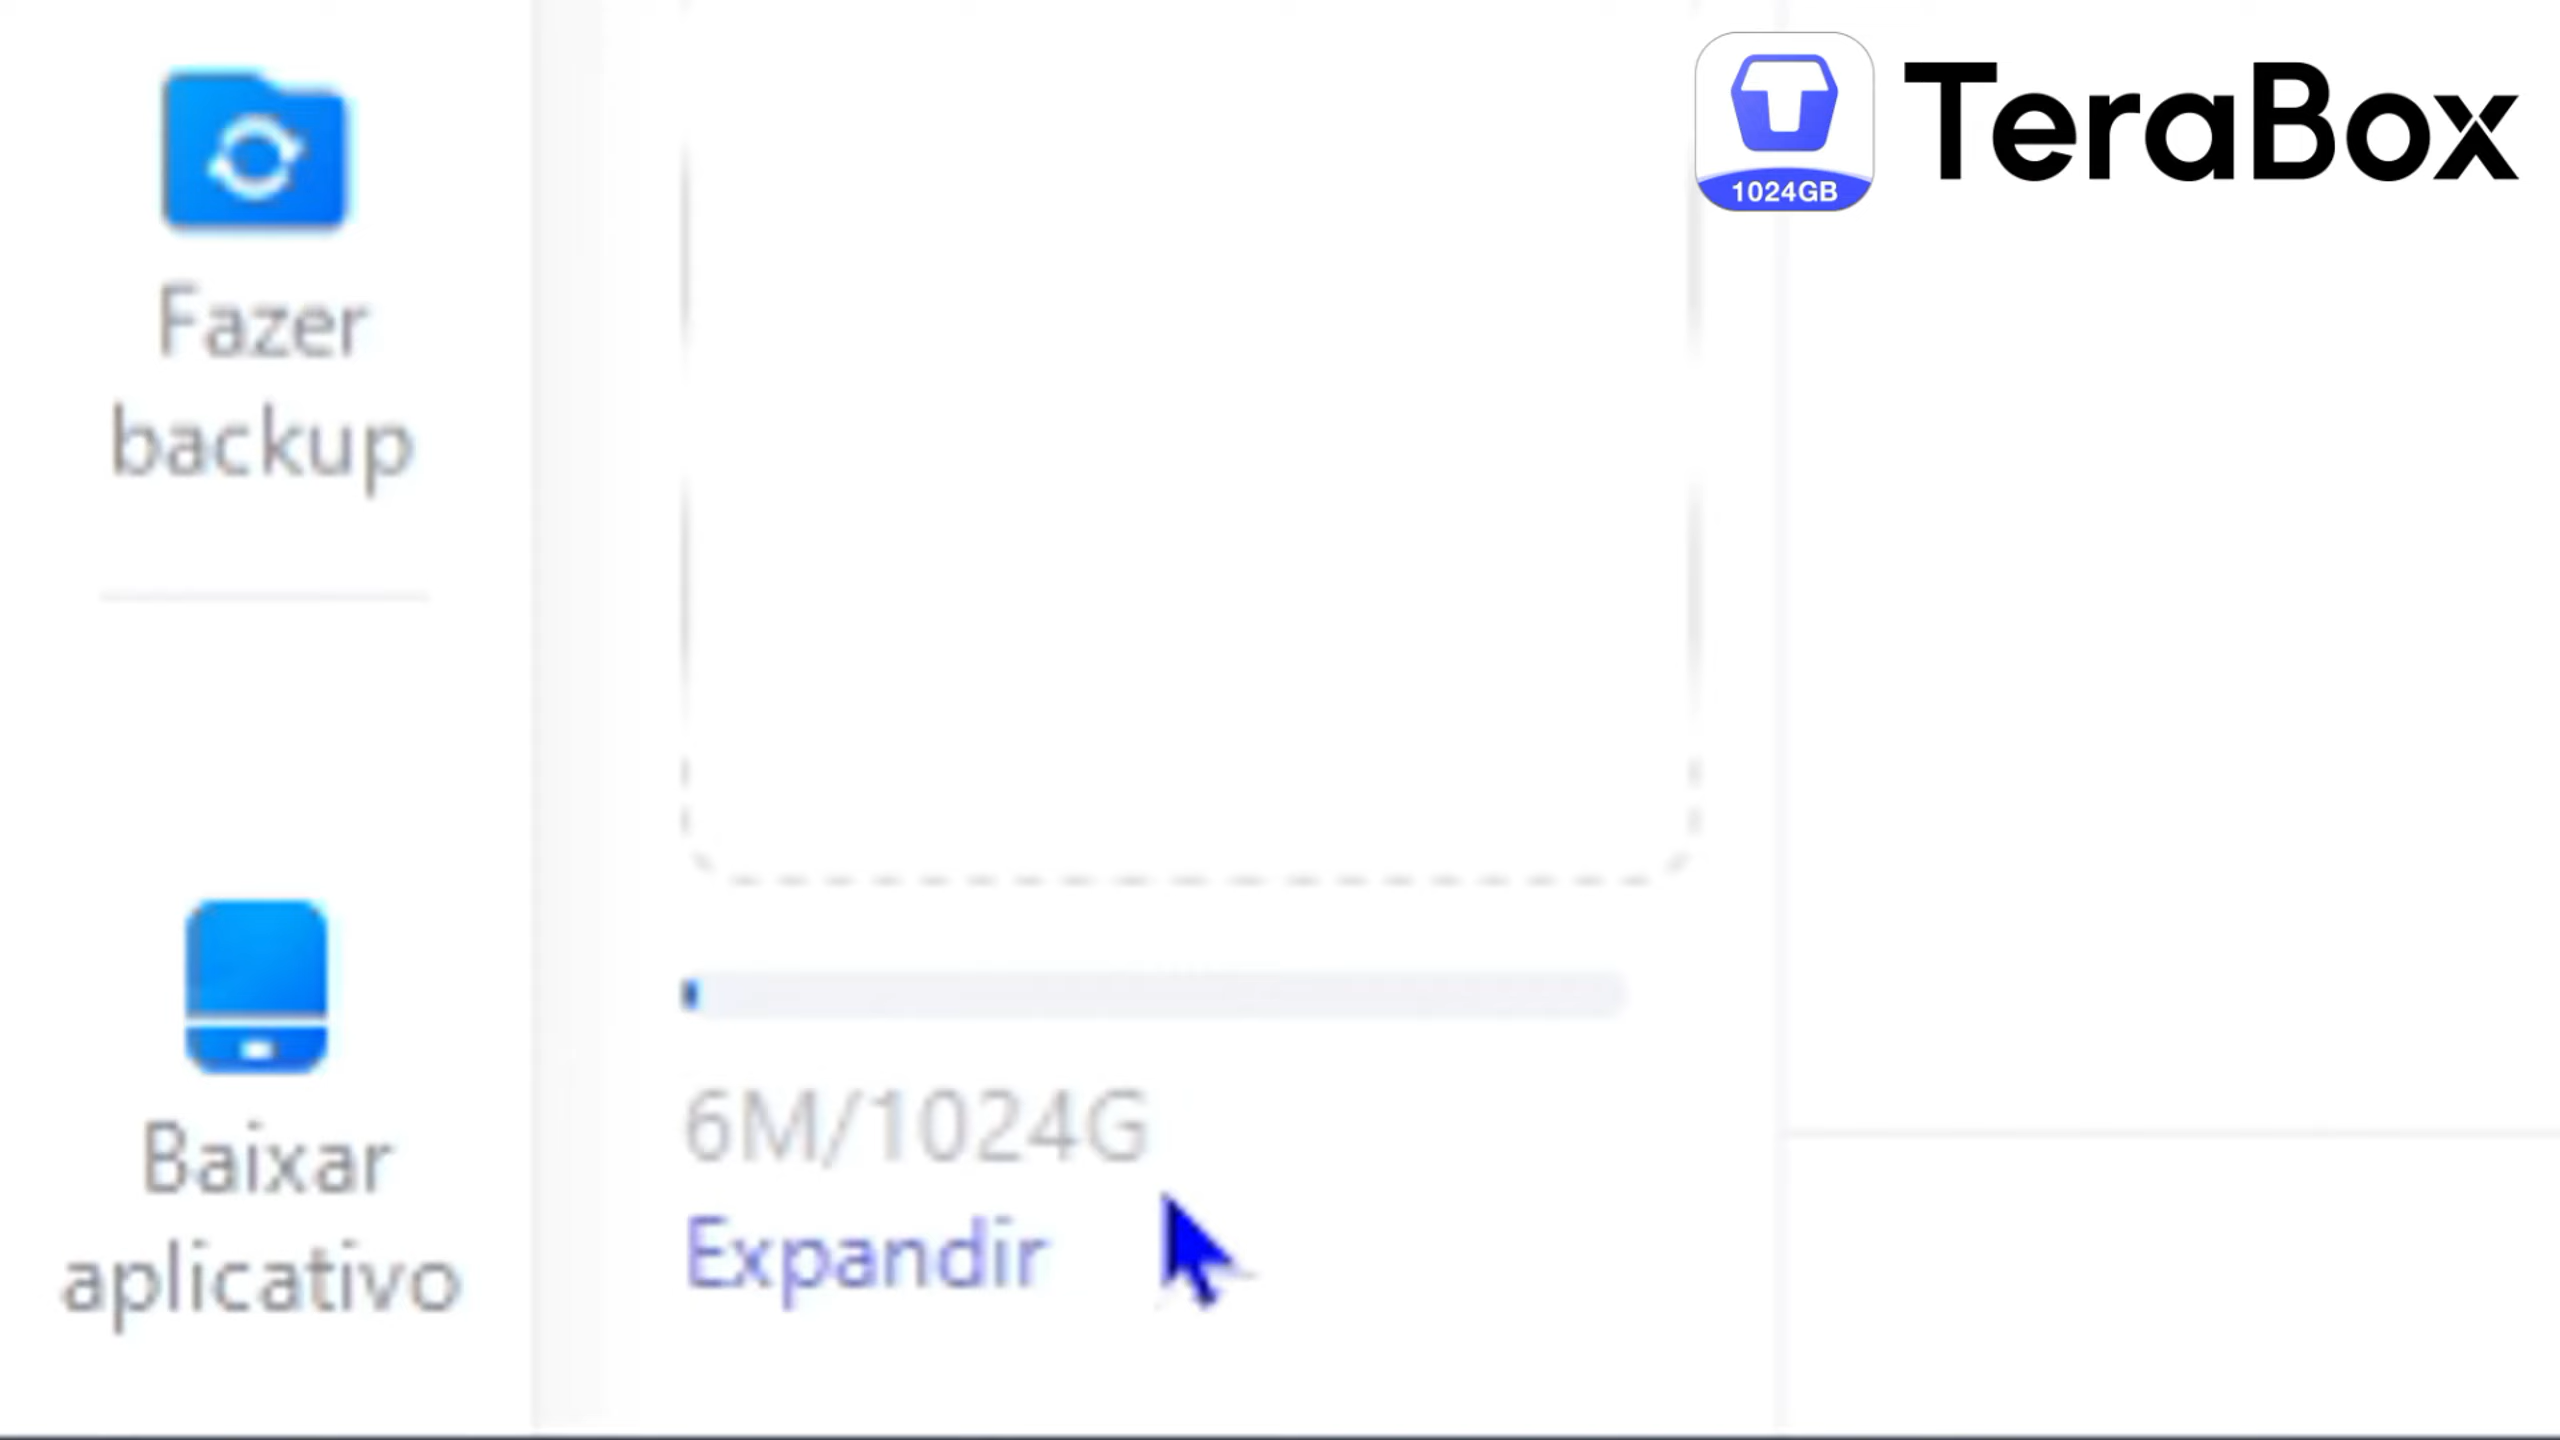 TeraBox
1024GB
Fazer
backup
Baixar
aplicativo
6M/1024G
Expandir